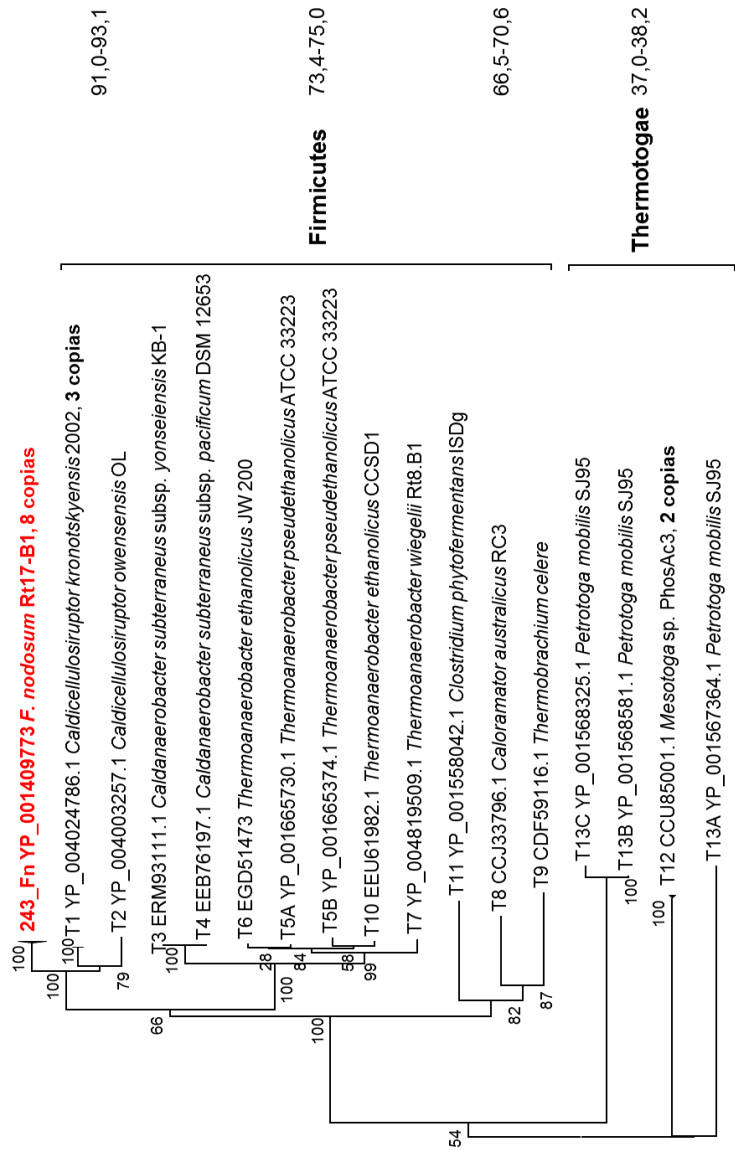 243_Fn YP_001409773 F. nodosum Rt17-B1, 8 copias
T1 YP_004024786.1 Caldicellulosiruptor kronotskyensis 2002, 3 copias
T2 YP_004003257.1 Caldicellulosiruptor owensensis OL
T3 ERM93111.1 Caldanaerobacter subterraneus subsp. yonseiensis KB-1
T4 EEB76197.1 Caldanaerobacter subterraneus subsp. pacificum DSM 12653
T6 EGD51473 Thermoanaerobacter ethanolicus JW 200
T5A YP_001665730.1 Thermoanaerobacter pseudethanolicus ATCC 33223
T5B YP_001665374.1 Thermoanaerobacter pseudethanolicus ATCC 33223
T10 EEU61982.1 Thermoanaerobacter ethanolicus CCSD1
T7 YP_004819509.1 Thermoanaerobacter wiegelii Rt8.B1
T11 YP_001558042.1 Clostridium phytofermentans ISDg
T8 CCJ33796.1 Caloramator australicus RC3
T9 CDF59116.1 Thermobrachium celere
T13C YP_001568325.1 Petrotoga mobilis SJ95
T13B YP_001568581.1 Petrotoga mobilis SJ95
T12 CCU85001.1 Mesotoga sp. PhosAc3, 2 copias
T13A YP_001567364.1 Petrotoga mobilis SJ95
100
100
100
79
100
28
84
58
99
100
66
82
87
100
100
100
54
Firmicutes
Thermotogae
91,0-93,1
73,4-75,0
66,5-70,6
37,0-38,2